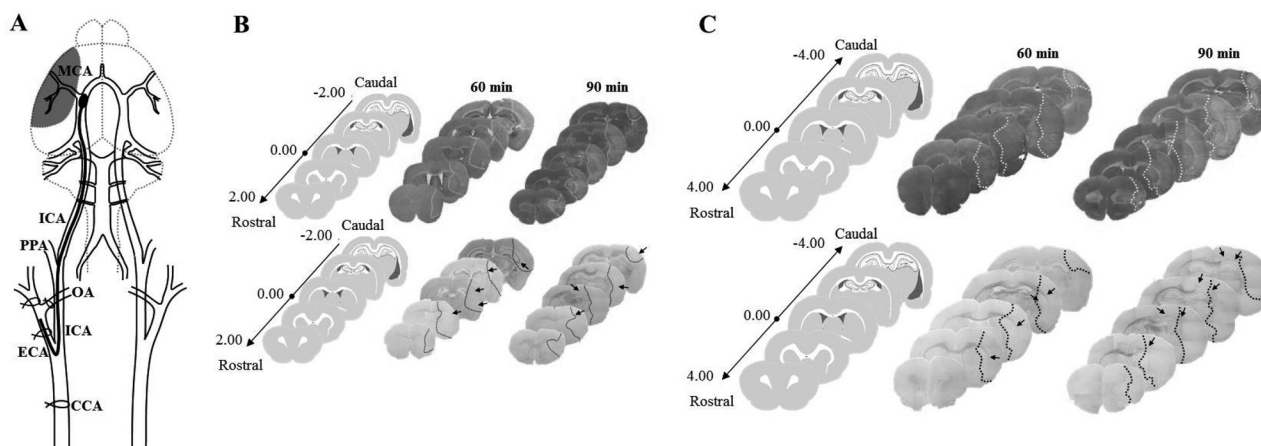 A
MCA
ICA
PPA
OA
ICA
ECA
CCA
B
Caudal
-2.00
0.00
2.00
Rostral
60 min
90 min
-2.00
Caudal
0.00
2.00
Rostral
C
Caudal
-4.00
0.00
4.00
Rostral
60 min
90 min
Caudal
-4.00
0.00
4.00
Rostral